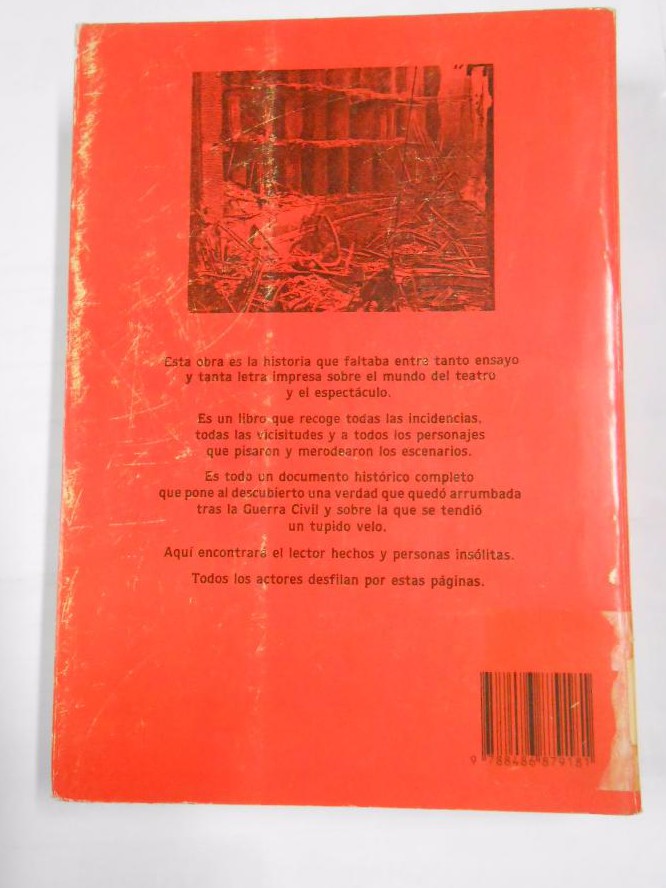 Esta obra es la historia que faltaba entre tanto ensayo
y tanta letra impresa sobre el mundo del teatro
y el espectáculo.
Es un libro que recoge todas las incidencias,
todas las vicisitudes y a todos los personajes
que pisaron y merodearon los escenarios.
Es todo un documento histórico completo
que pone al descubierto una verdad que quedó arrumbada
tras la Guerra Civil y sobre la que se tendió
un tupido velo.
Aquí encontrará el lector hechos y personas insólitas.
Todos los actores desfilan por estas páginas.
9 788486 879181